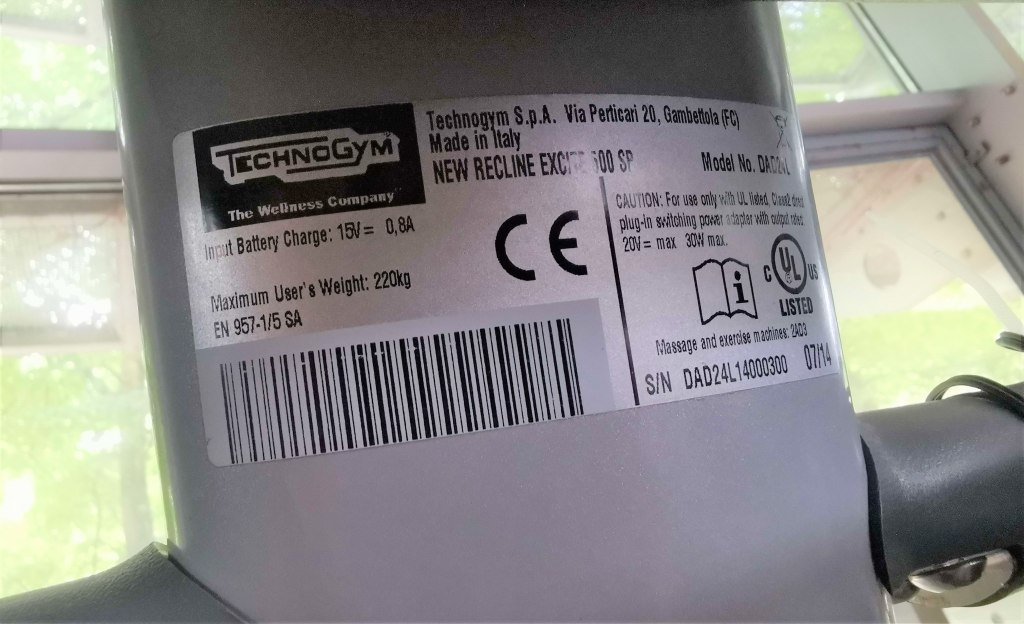 TECHNOGYM
The Wellness Company
Technogym S.p.A. Via Perticari 20, Gambettola (FC)
Made in Italy
NEW RECLINE 500 SP
Model No.
Input Battery Charge: 15V= 0,8A
Maximum User's Weight: 220kg
EN 957-1/5 SA
CE
CAUTION: For use only with UL listed, Class2 direct
plug-in switching power adapter with output rated:
20V= max 30W max.
i
C UL US
LISTED
Massage and exercise machines: 2AD3
S/N DAD24L14000300 07/14